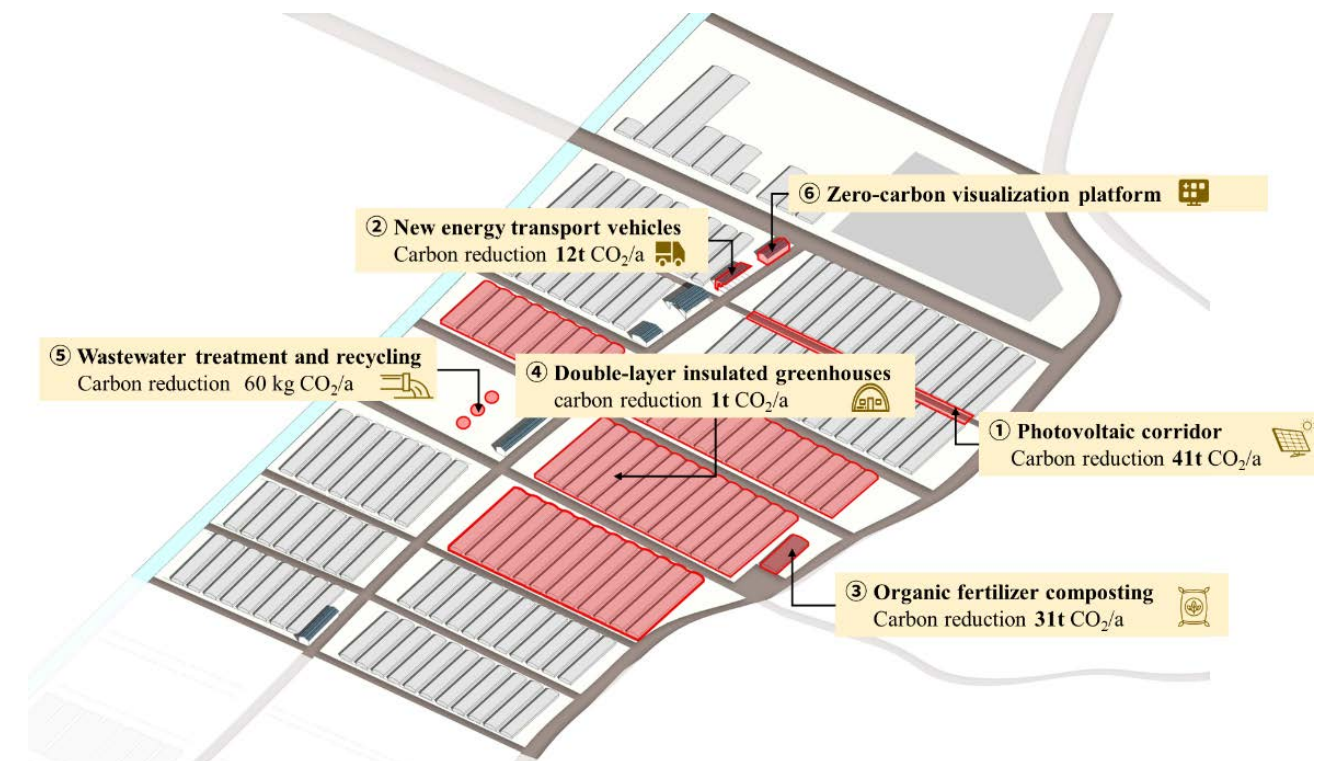 ⑥ Zero-carbon visualization platform
② New energy transport vehicles
Carbon reduction 12t CO₂/a
⑤ Wastewater treatment and recycling
Carbon reduction 60 kg CO₂/a
④ Double-layer insulated greenhouses
carbon reduction 1t CO₂/a
① Photovoltaic corridor
Carbon reduction 41t CO₂/a
③ Organic fertilizer composting
Carbon reduction 31t CO₂/a